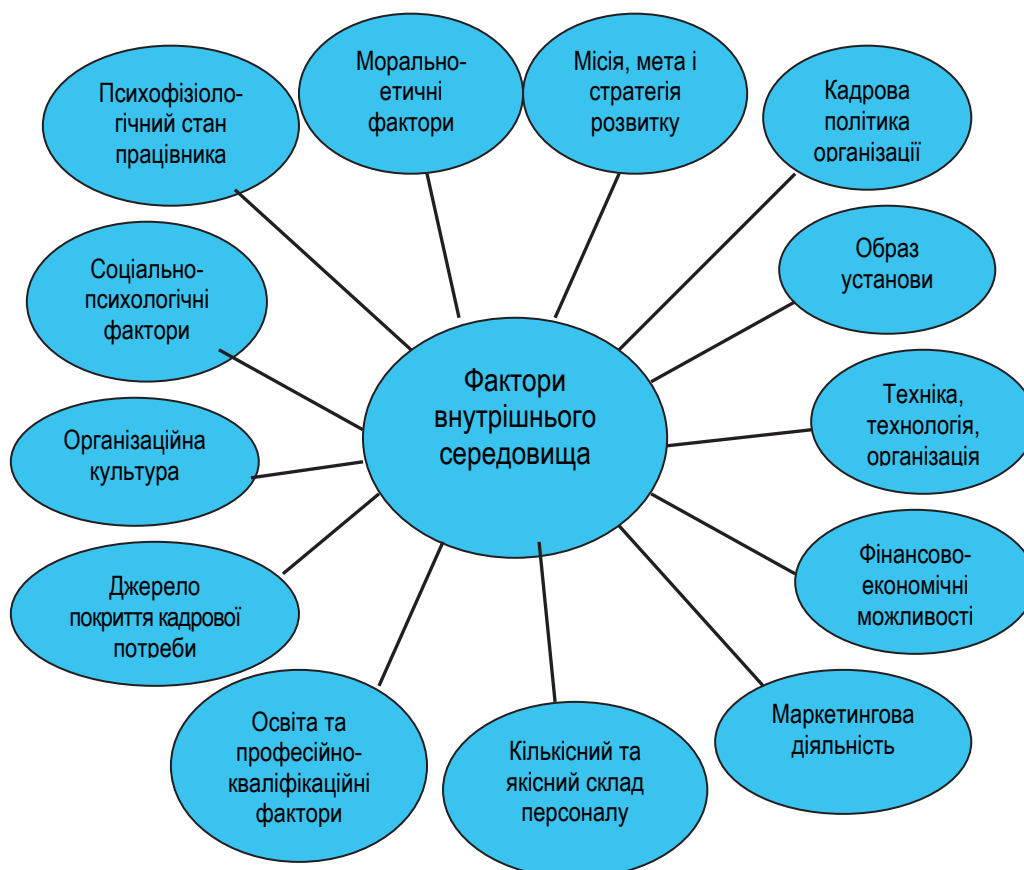 Психофізіоло-
гічний стан
працівника
Морально-
етичні
фактори
Місія, мета і
стратегія
розвитку
Кадрова
політика
організації
Соціально-
психологічні
фактори
Образ
установи
Фактори
внутрішнього
середовища
Техніка,
технологія,
організація
Організаційна
культура
Фінансово-
економічні
можливості
Джерело
покриття кадрової
потреби
Маркетингова
діяльність
Освіта та
професійно-
кваліфікаційні
фактори
Кількісний та
якісний склад
персоналу